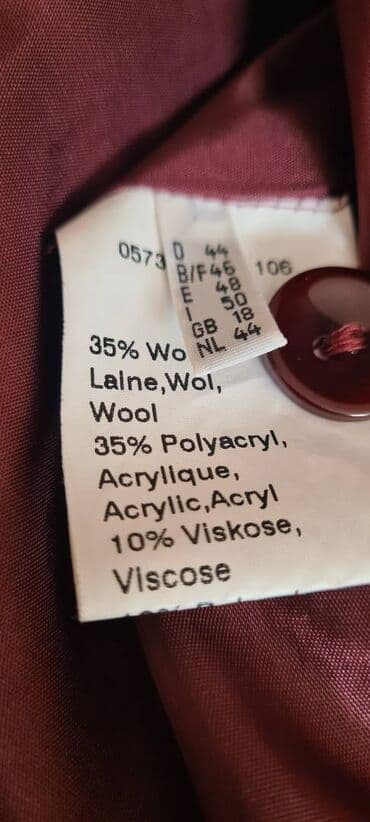 0573
106
D 44
B/F 46
E 48
I 50
GB 18
NL 44
35% Wo
Laine,Wol,
Wool
35% Polyacryl,
Acrylique,
Acrylic,Acryl
10% Viskose,
Viscose